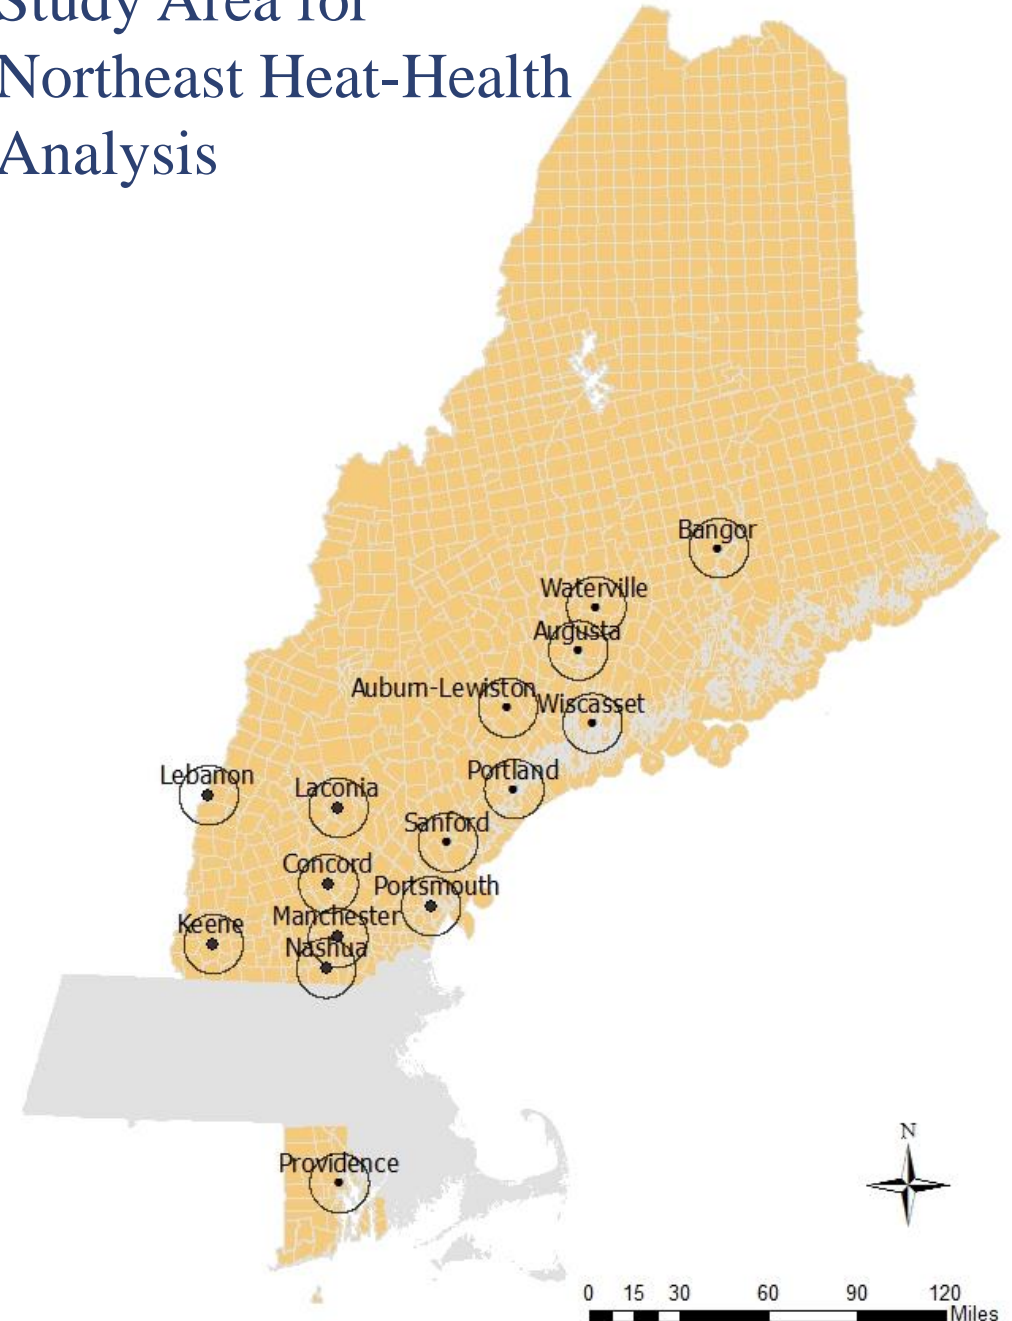 Study Area for
Northeast Heat-Health
Analysis
Bangor
Waterville
Augusta
Auburn-Lewiston
Wiscasset
Portland
Lebanon
Laconia
Sanford
Concord
Portsmouth
Manchester
Keene
Nashua
Providence
N
0 15 30 60 90 120
Miles